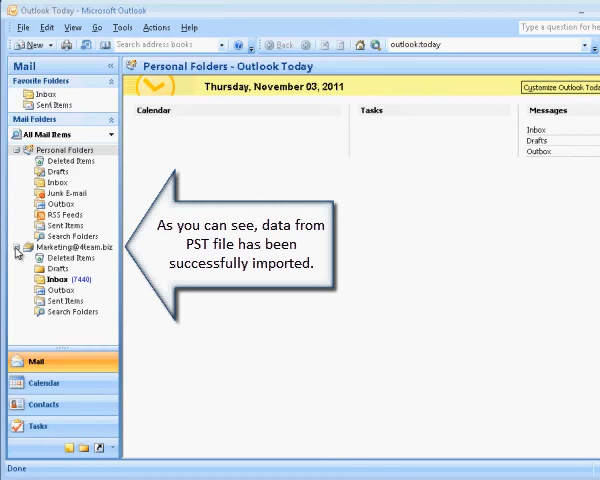 Outlook Today - Microsoft Outlook
File Edit View Go Tools Actions Help
Type a question for he
New Search address books Back outlook:today
Mail
Personal Folders - Outlook Today
Favorite Folders
Inbox
Sent Items
Mail Folders
All Mail Items
Personal Folders
Deleted Items
Drafts
Inbox
Junk E-mail
Outbox
RSS Feeds
Sent Items
Search Folders
Marketing@4team.biz
Deleted Items
Drafts
Inbox (7440)
Outbox
Sent Items
Search Folders
Mail
Calendar
Contacts
Tasks
Thursday, November 03, 2011
Customize Outlook Toda
Calendar
Tasks
Messages
Inbox
Drafts
Outbox
As you can see, data from
PST file has been
successfully imported.
Done